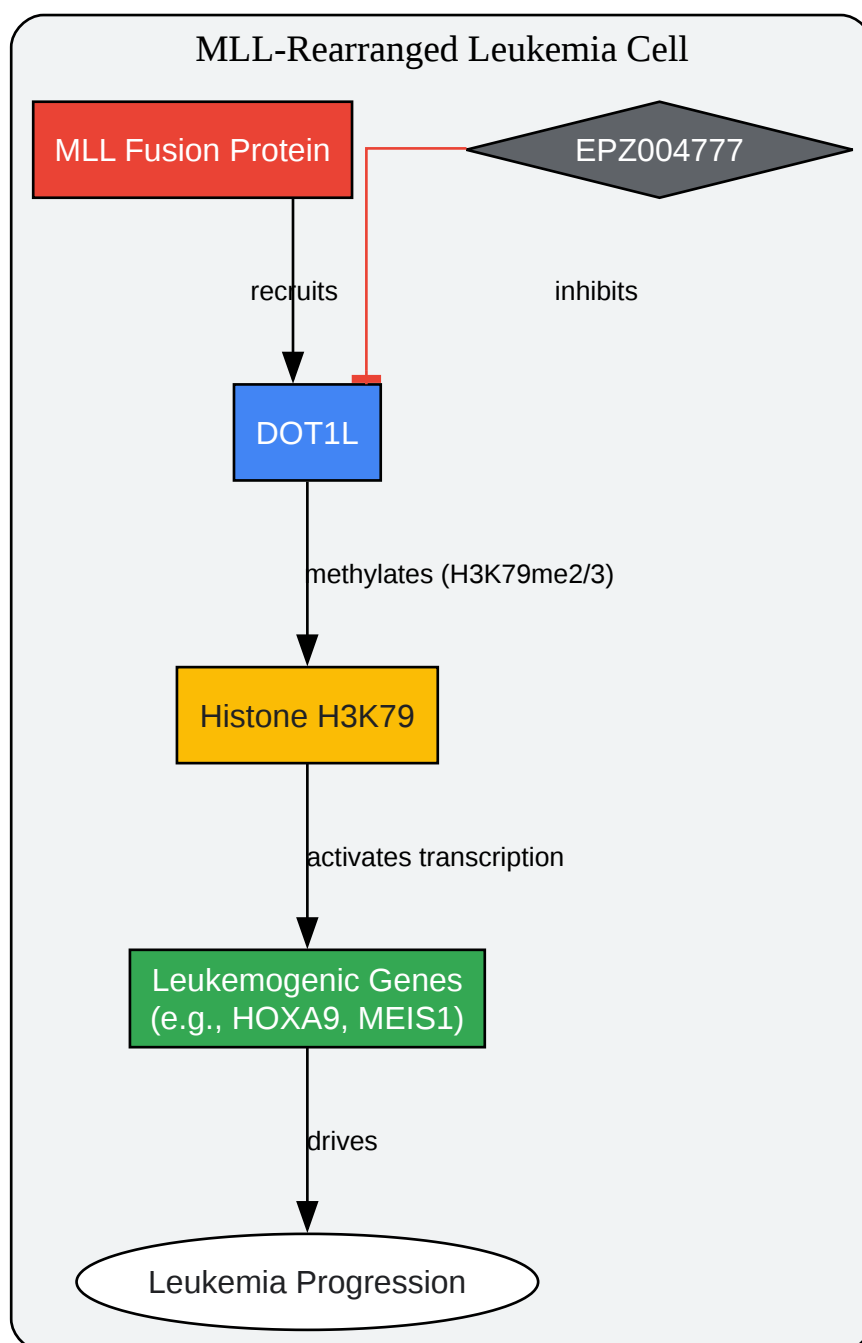 MLL-Rearranged Leukemia Cell
MLL Fusion Protein
EPZ004777
recruits
inhibits
DOT1L
methylates (H3K79me2/3)
Histone H3K79
activates transcription
Leukemogenic Genes
(e.g., HOXA9, MEIS1)
drives
Leukemia Progression